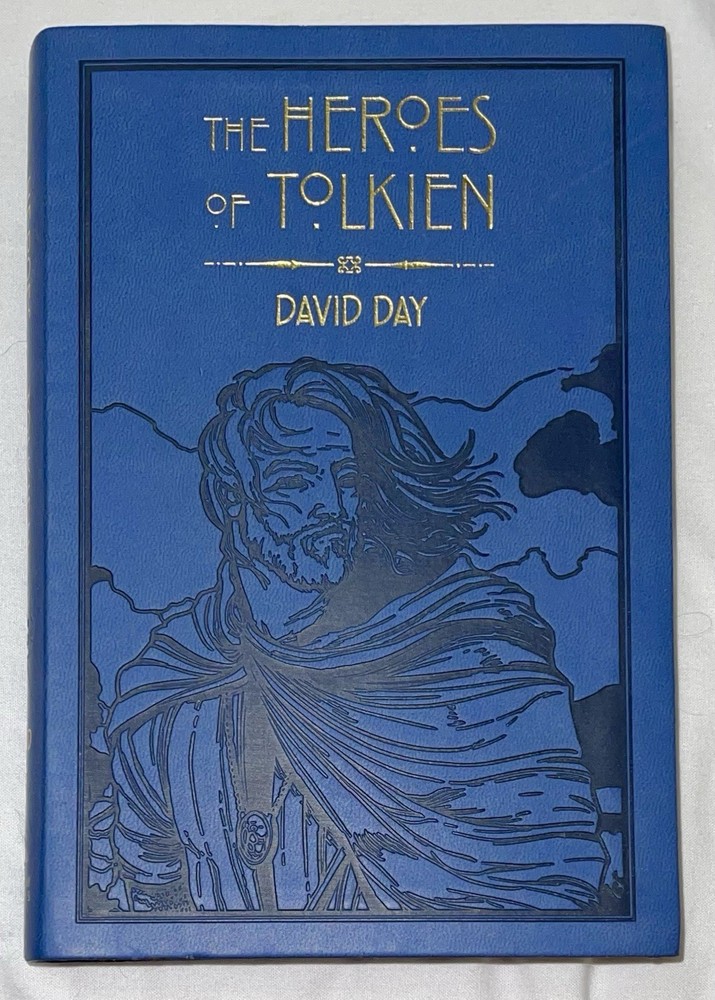 THE HEROES
OF TOLKIEN
DAVID DAY